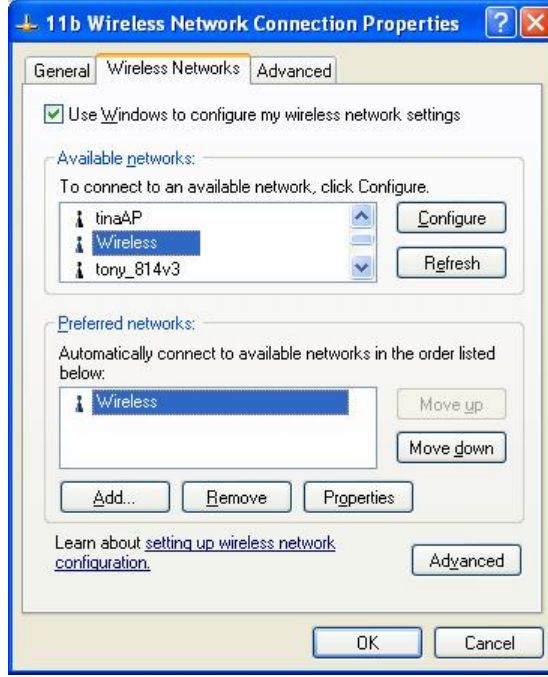 11b Wireless Network Connection Properties
General Wireless Networks Advanced
Use Windows to configure my wireless network settings
Available networks:
To connect to an available network, click Configure.
tinaAP
Wireless
tony_814v3
Configure
Refresh
Preferred networks:
Automatically connect to available networks in the order listed
below:
Wireless
Move up
Move down
Add... Remove Properties
Learn about setting up wireless network
configuration.
Advanced
OK Cancel